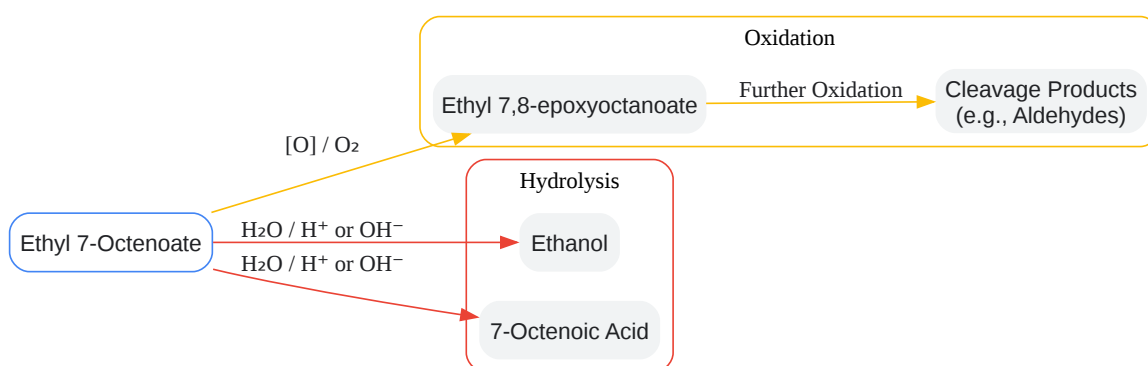 Oxidation
Ethyl 7,8-epoxyoctanoate
Further Oxidation
Cleavage Products
(e.g., Aldehydes)
[O] / O₂
Hydrolysis
Ethyl 7-Octenoate
H₂O / H⁺ or OH⁻
Ethanol
H₂O / H⁺ or OH⁻
7-Octenoic Acid